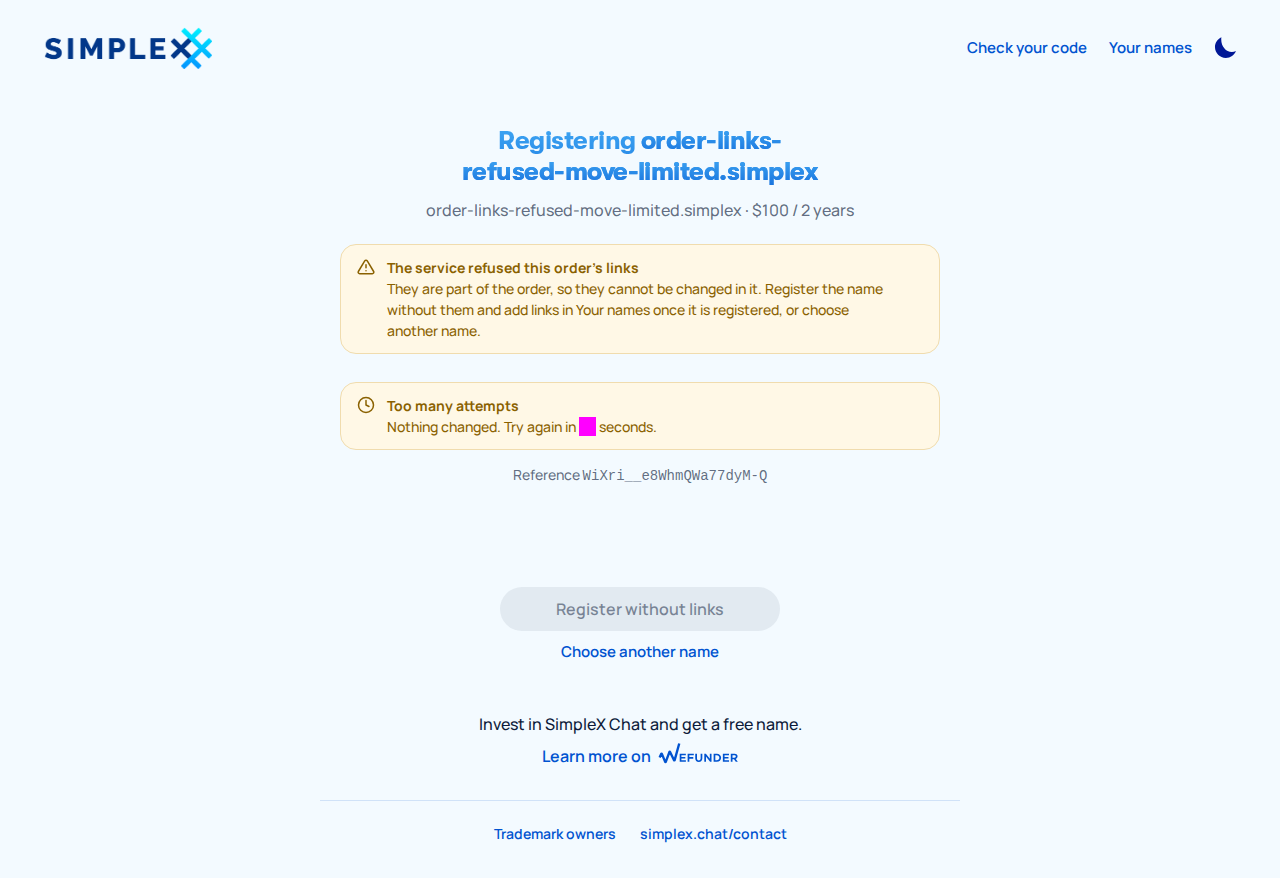 SIMPLEX
Check your code
Your names
Registering order-links-
refused-move-limited.simplex
order-links-refused-move-limited.simplex · $100 / 2 years
The service refused this order's links
They are part of the order, so they cannot be changed in it. Register the name
without them and add links in Your names once it is registered, or choose
another name.
Too many attempts
Nothing changed. Try again in seconds.
Reference WiXri__e8WhmQWa77dyM-Q
Register without links
Choose another name
Invest in SimpleX Chat and get a free name.
Learn more on WEFUNDER
Trademark owners
simplex.chat/contact